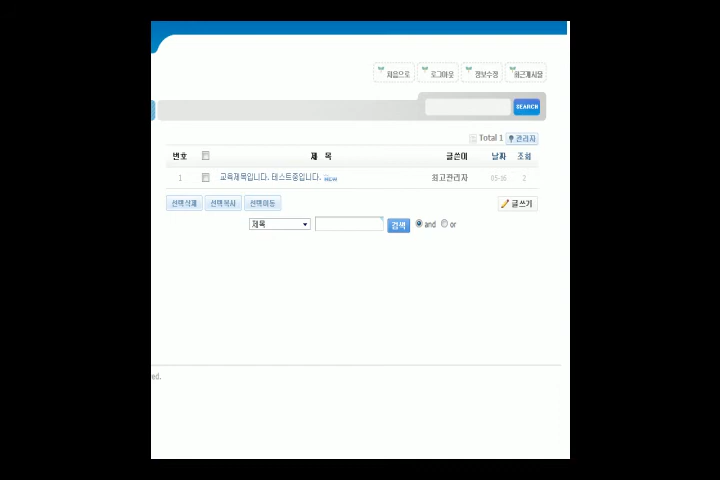 처음으로 로그아웃 정보수정 최근게시물
SEARCH
Total 1 관리자
번호 제 목 글쓴이 날짜 조회
1 교육제목입니다. 테스트중입니다. NEW 최고관리자 05-16 2
선택삭제 선택복사 선택이동 글쓰기
제목 검색 and or
ed.